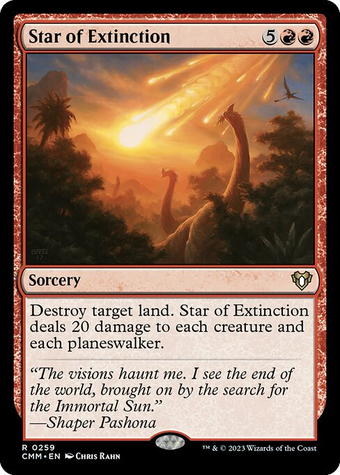 Star of Extinction 5
Sorcery
Destroy target land. Star of Extinction
deals 20 damage to each creature and
each planeswalker.
“The visions haunt me. I see the end of
the world, brought on by the search for
the Immortal Sun.”
—Shaper Pashona
R 0259
CMM • EN Chris Rahn
™ & © 2023 Wizards of the Coast